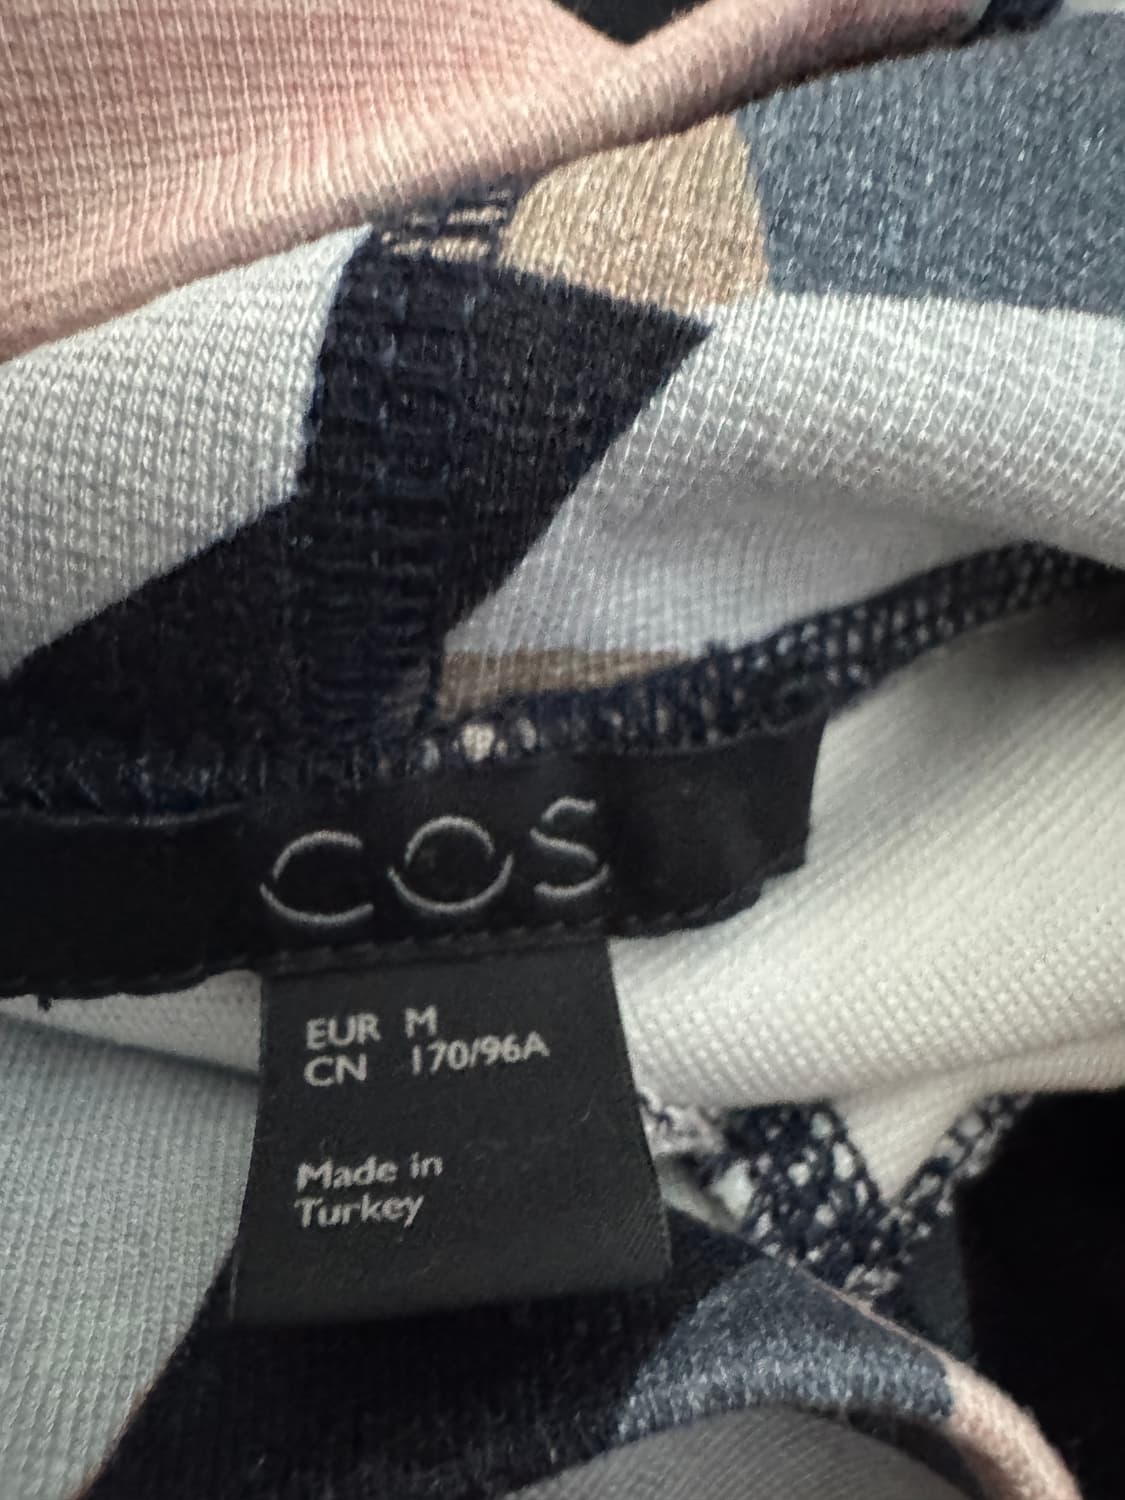 COS
EUR M
CN 170/96A
Made in
Turkey